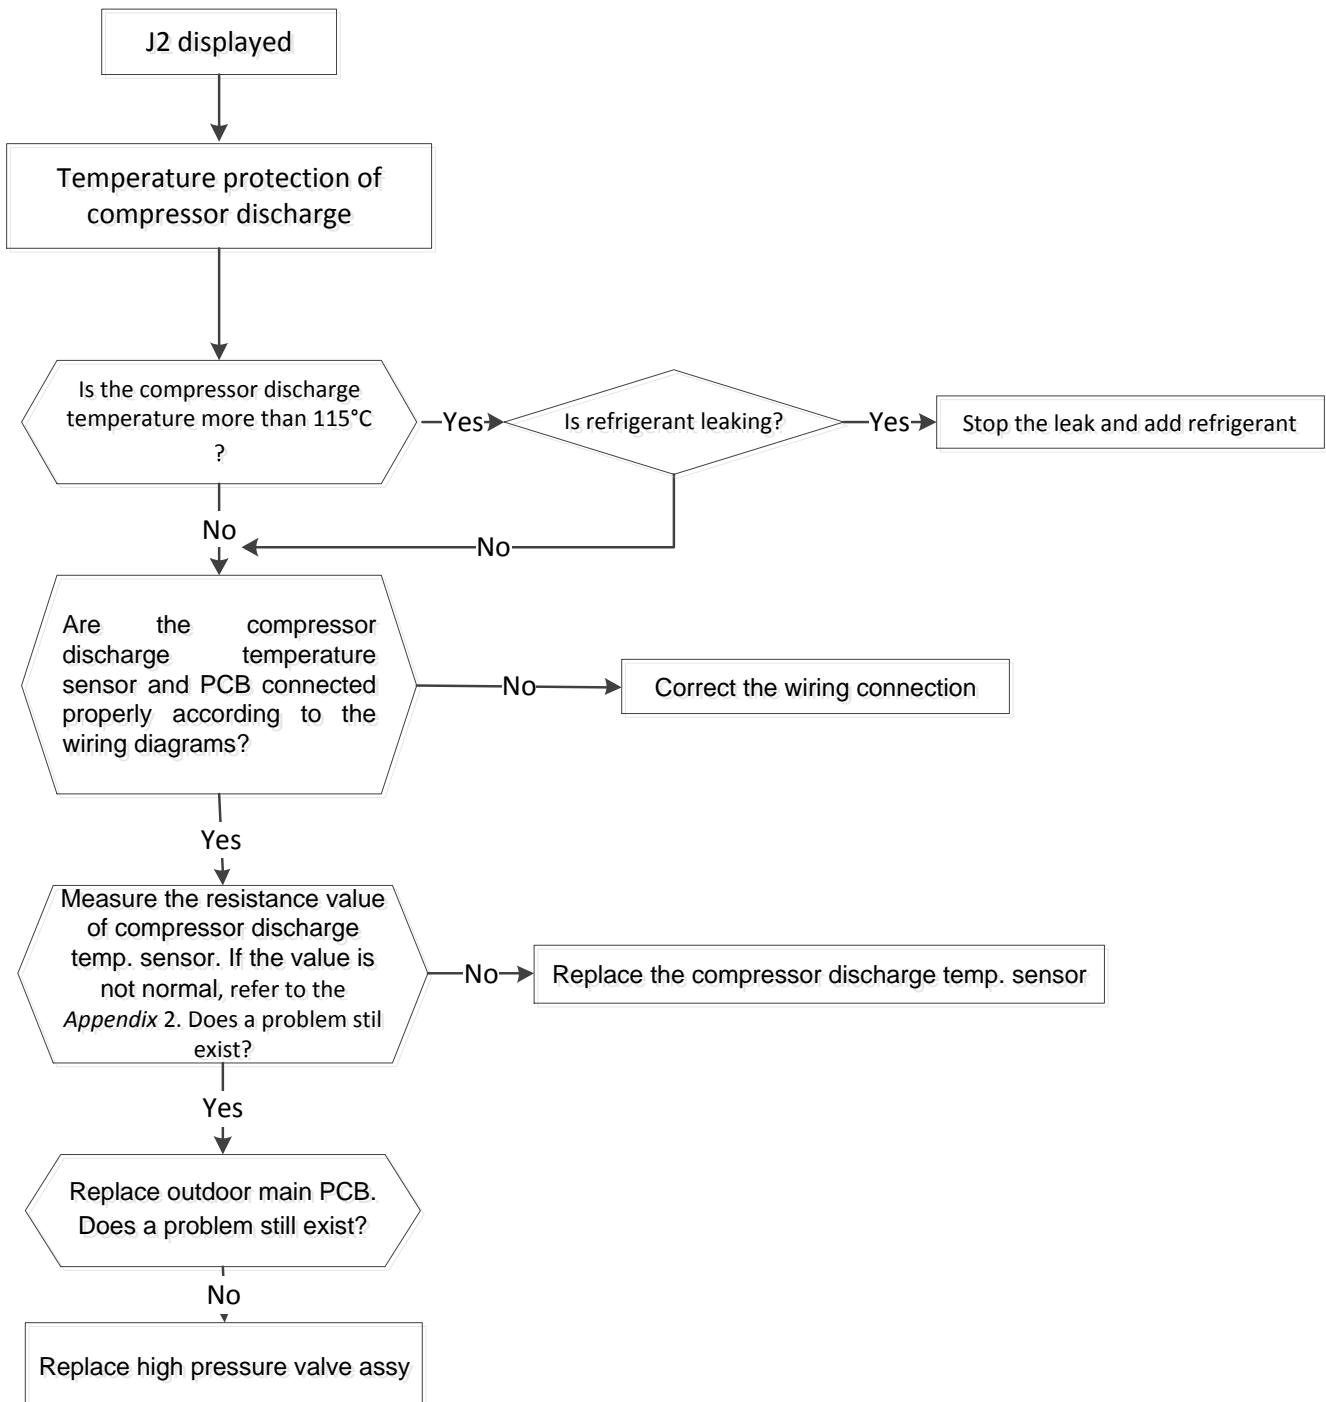 J2 displayed
Temperature protection of
compressor discharge
Is the compressor discharge
temperature more than 115°C
?
Yes
Is refrigerant leaking?
Yes
Stop the leak and add refrigerant
No
No
Are the compressor
discharge temperature
sensor and PCB connected
properly according to the
wiring diagrams?
No
Correct the wiring connection
Yes
Measure the resistance value
of compressor discharge
temp. sensor. If the value is
not normal, refer to the
Appendix 2. Does a problem stil
exist?
No
Replace the compressor discharge temp. sensor
Yes
Replace outdoor main PCB.
Does a problem still exist?
No
Replace high pressure valve assy